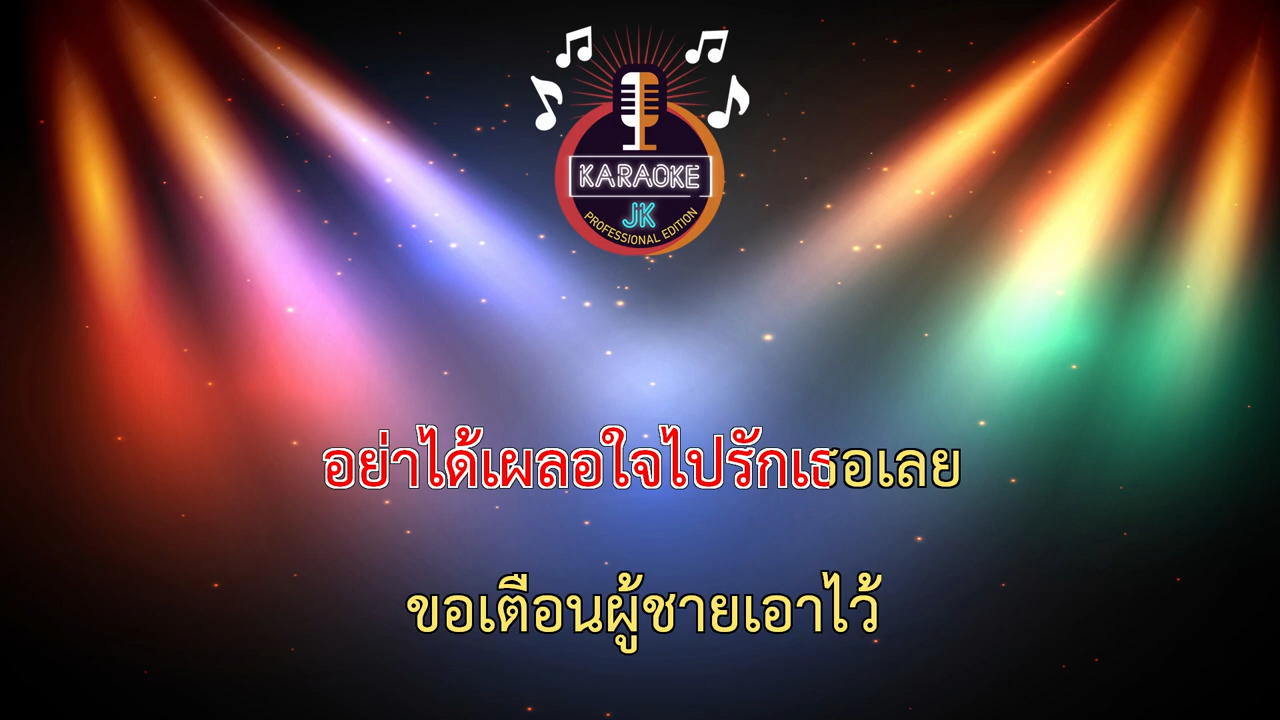 KARAOKE
JK
PROFESSIONAL EDITION
อย่าได้เผลอใจไปรักเธอเลย
ขอเตือนผู้ชายเอาไว้